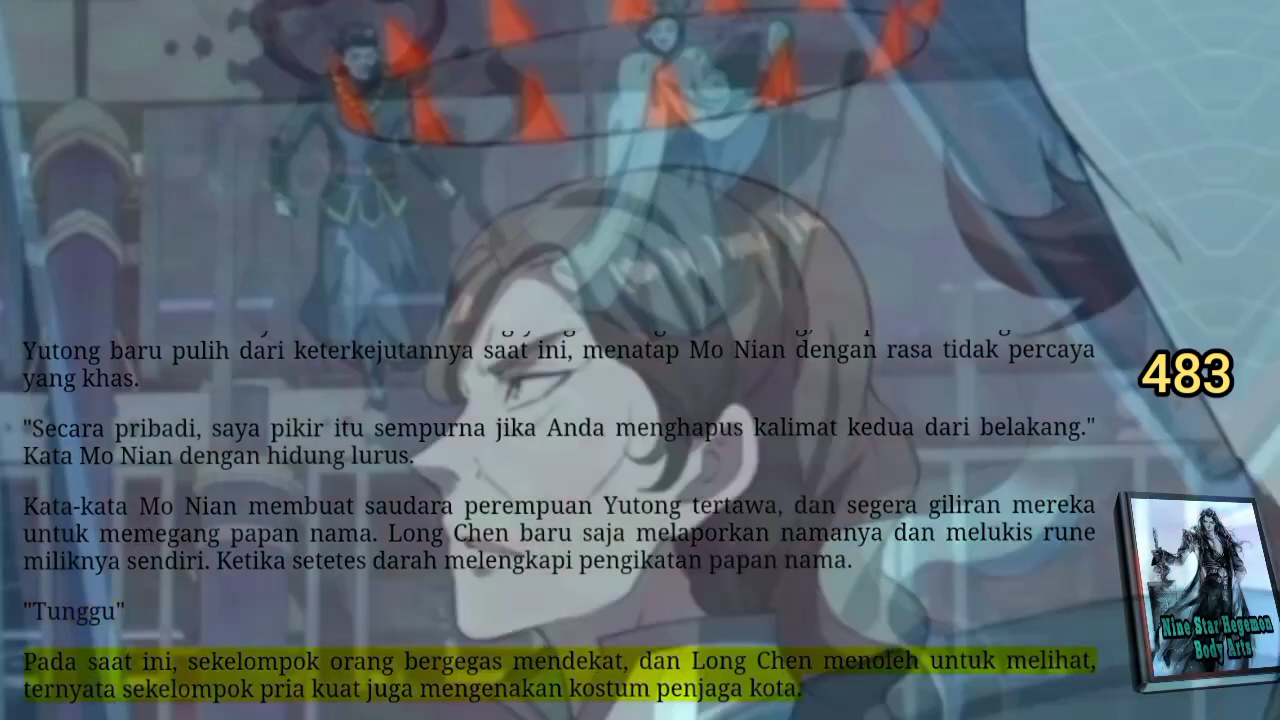 Yutong baru pulih dari keterkejutannya saat ini, menatap Mo Nian dengan rasa tidak percaya
yang khas.
"Secara pribadi, saya pikir itu sempurna jika Anda menghapus kalimat kedua dari belakang."
Kata Mo Nian dengan hidung lurus.
Kata-kata Mo Nian membuat saudara perempuan Yutong tertawa, dan segera giliran mereka
untuk memegang papan nama. Long Chen baru saja melaporkan namanya dan melukis rune
miliknya sendiri. Ketika setetes darah melengkapi pengikatan papan nama.
"Tunggu"
Pada saat ini, sekelompok orang bergegas mendekat, dan Long Chen menoleh untuk melihat,
ternyata sekelompok pria kuat juga mengenakan kostum penjaga kota.
483
Nine Star Hegemon
Body Arts